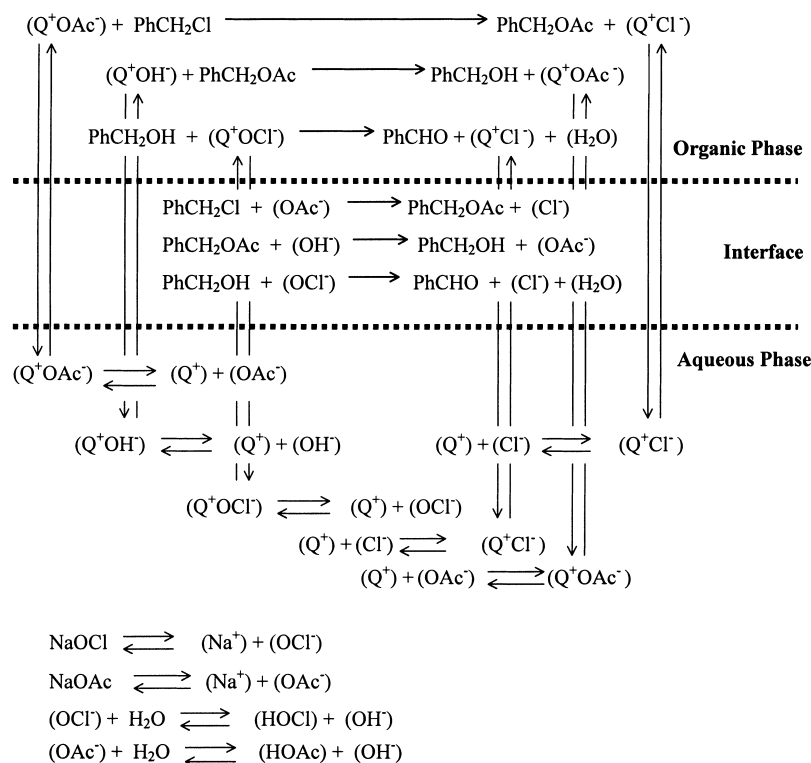 (Q⁺OAc⁻) + PhCH₂Cl ⟶ PhCH₂OAc + (Q⁺Cl⁻)
(Q⁺OH⁻) + PhCH₂OAc ⟶ PhCH₂OH + (Q⁺OAc⁻)
PhCH₂OH + (Q⁺OCl⁻) ⟶ PhCHO + (Q⁺Cl⁻) + (H₂O)
Organic Phase
PhCH₂Cl + (OAc⁻) ⟶ PhCH₂OAc + (Cl⁻)
PhCH₂OAc + (OH⁻) ⟶ PhCH₂OH + (OAc⁻)
Interface
PhCH₂OH + (OCl⁻) ⟶ PhCHO + (Cl⁻) + (H₂O)
Aqueous Phase
(Q⁺OAc⁻) ⇌ (Q⁺) + (OAc⁻)
(Q⁺OH⁻) ⇌ (Q⁺) + (OH⁻) (Q⁺) + (Cl⁻) ⇌ (Q⁺Cl⁻)
(Q⁺OCl⁻) ⇌ (Q⁺) + (OCl⁻)
(Q⁺) + (Cl⁻) ⇌ (Q⁺Cl⁻)
(Q⁺) + (OAc⁻) ⇌ (Q⁺OAc⁻)
NaOCl ⇌ (Na⁺) + (OCl⁻)
NaOAc ⇌ (Na⁺) + (OAc⁻)
(OCl⁻) + H₂O ⇌ (HOCl) + (OH⁻)
(OAc⁻) + H₂O ⇌ (HOAc) + (OH⁻)